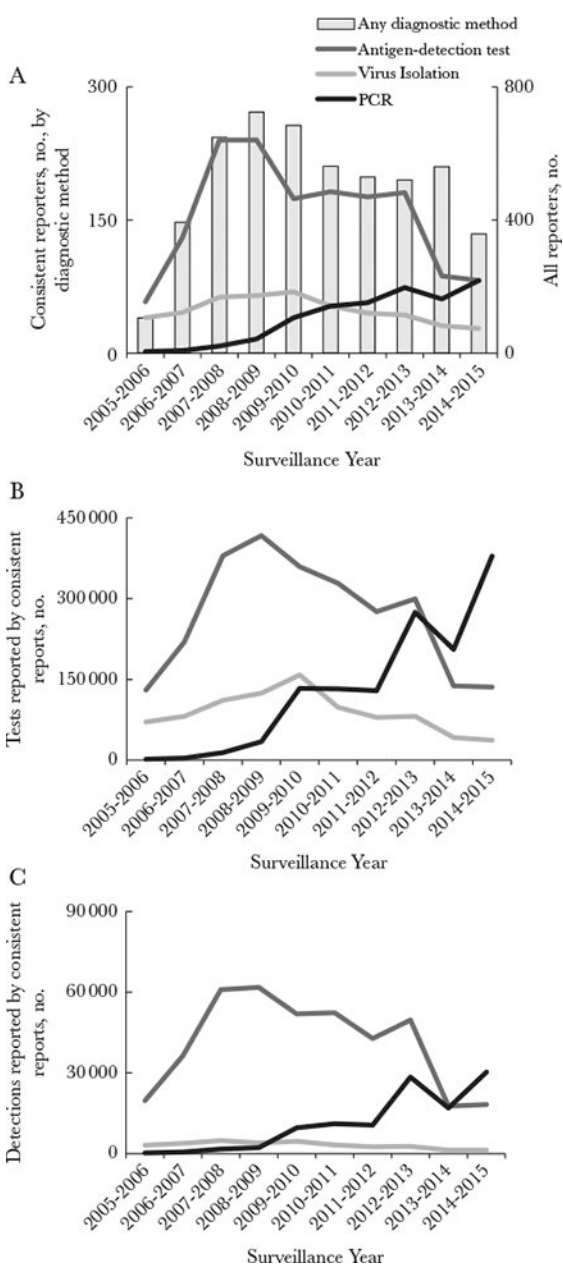 Any diagnostic method
Antigen-detection test
Virus Isolation
PCR
A
Consistent reporters, no., by
diagnostic method
300
150
0
All reporters, no.
800
400
0
2005-2006
2006-2007
2007-2008
2008-2009
2009-2010
2010-2011
2011-2012
2012-2013
2013-2014
2014-2015
Surveillance Year
B
Tests reported by consistent
reports, no.
450 000
300 000
150 000
0
2005-2006
2006-2007
2007-2008
2008-2009
2009-2010
2010-2011
2011-2012
2012-2013
2013-2014
2014-2015
Surveillance Year
C
Detections reported by consistent
reports, no.
90 000
60 000
30 000
0
2005-2006
2006-2007
2007-2008
2008-2009
2009-2010
2010-2011
2011-2012
2012-2013
2013-2014
2014-2015
Surveillance Year